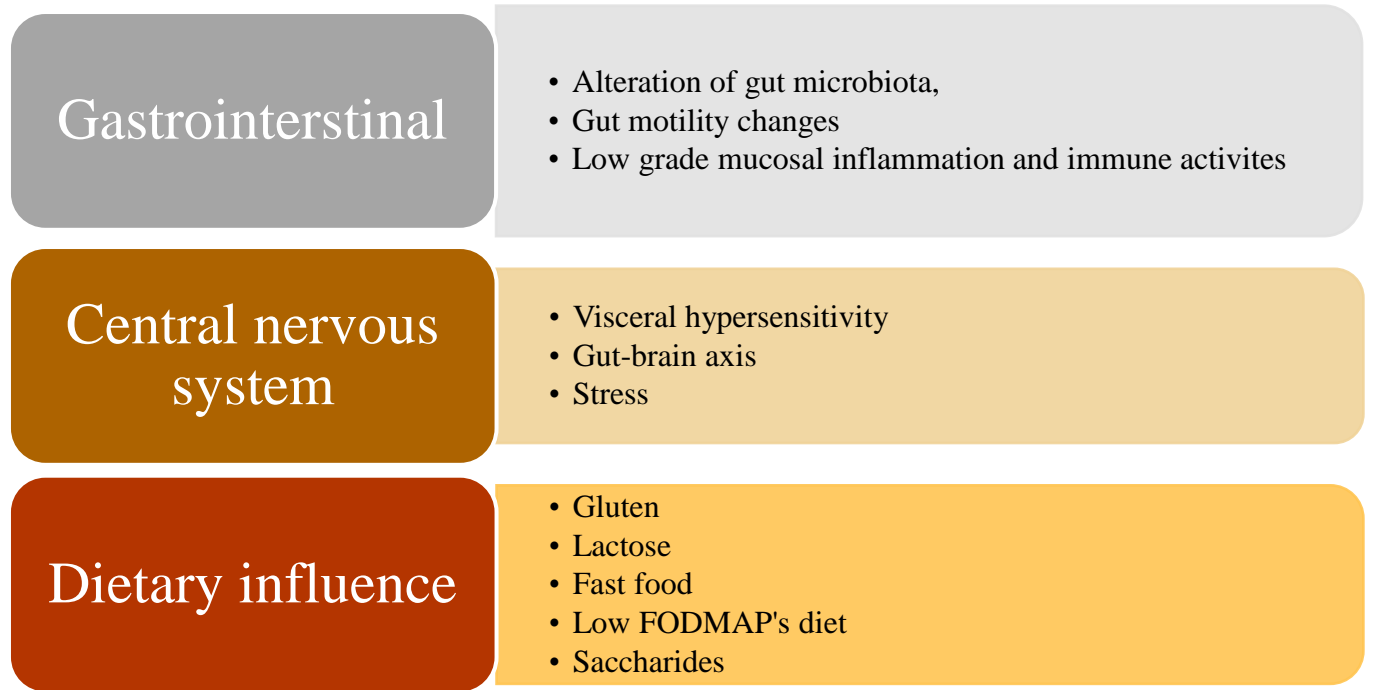 Gastrointerstinal
• Alteration of gut microbiota,
• Gut motility changes
• Low grade mucosal inflammation and immune activites
Central nervous
system
• Visceral hypersensitivity
• Gut-brain axis
• Stress
Dietary influence
• Gluten
• Lactose
• Fast food
• Low FODMAP's diet
• Saccharides